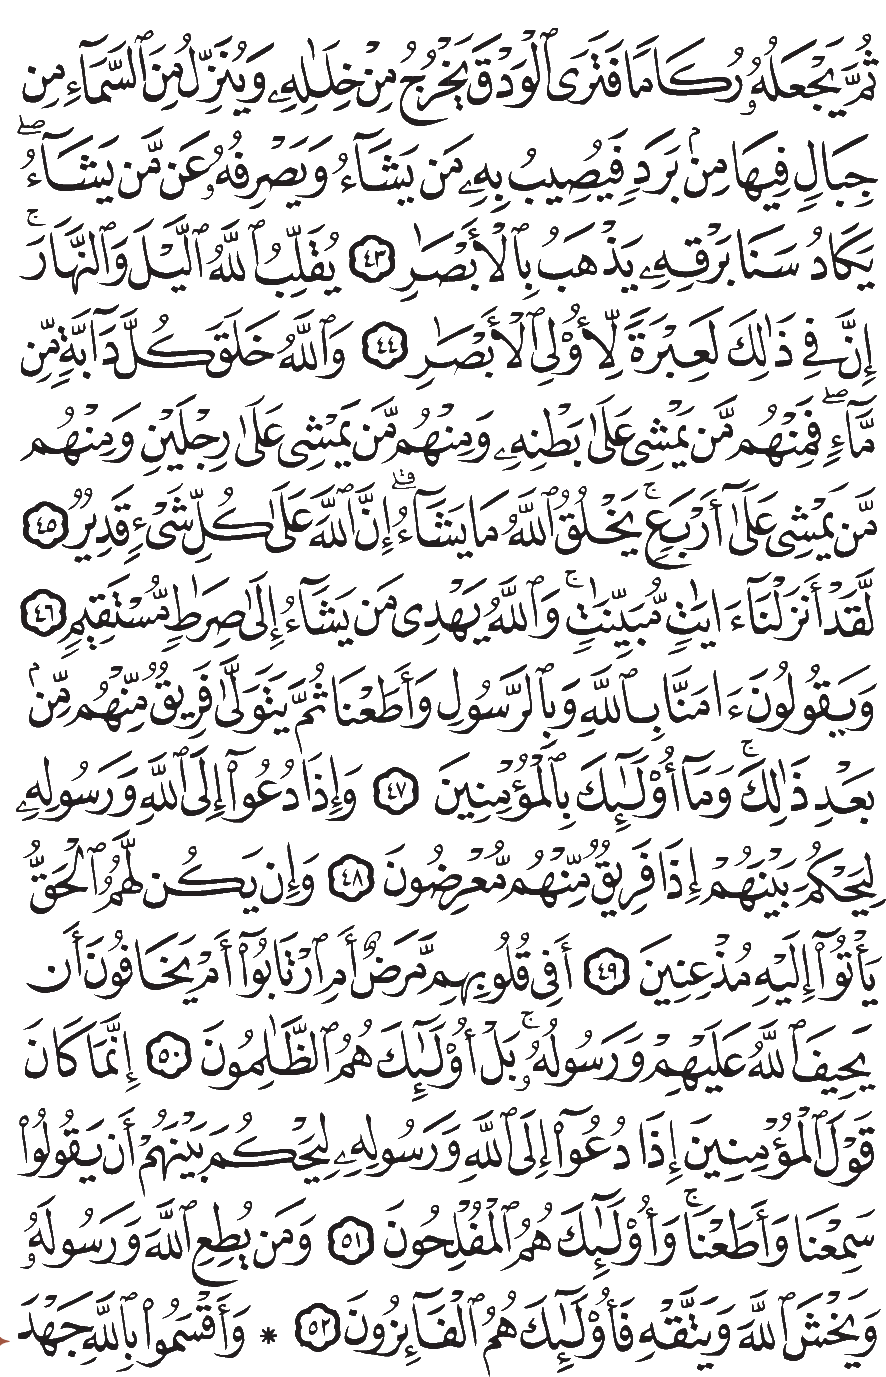 ثُمَّ يَجْعَلُهُۥ رُكَامًا فَتَرَى ٱلْوَدْقَ يَخْرُجُ مِنْ خِلَٰلِهِۦ وَيُنَزِّلُ مِنَ ٱلسَّمَآءِ مِن
جِبَالٍ فِيهَا مِنۢ بَرَدٍ فَيُصِيبُ بِهِۦ مَن يَشَآءُ وَيَصْرِفُهُۥ عَن مَّن يَشَآءُۖ
يَكَادُ سَنَا بَرْقِهِۦ يَذْهَبُ بِٱلْأَبْصَٰرِ ٤٣ يُقَلِّبُ ٱللَّهُ ٱلَّيْلَ وَٱلنَّهَارَۚ
إِنَّ فِي ذَٰلِكَ لَعِبْرَةً لِّأُو۟لِي ٱلْأَبْصَٰرِ ٤٤ وَٱللَّهُ خَلَقَ كُلَّ دَآبَّةٍ مِّن
مَّآءٍۖ فَمِنْهُم مَّن يَمْشِي عَلَىٰ بَطْنِهِۦ وَمِنْهُم مَّن يَمْشِي عَلَىٰ رِجْلَيْنِ وَمِنْهُم
مَّن يَمْشِي عَلَىٰٓ أَرْبَعٍۚ يَخْلُقُ ٱللَّهُ مَا يَشَآءُۚ إِنَّ ٱللَّهَ عَلَىٰ كُلِّ شَيْءٍ قَدِيرٌ ٤٥
لَّقَدْ أَنزَلْنَآ ءَايَٰتٍ مُّبَيِّنَٰتٍۚ وَٱللَّهُ يَهْدِي مَن يَشَآءُ إِلَىٰ صِرَٰطٍ مُّسْتَقِيمٍ ٤٦
وَيَقُولُونَ ءَامَنَّا بِٱللَّهِ وَبِٱلرَّسُولِ وَأَطَعْنَا ثُمَّ يَتَوَلَّىٰ فَرِيقٌ مِّنْهُم مِّنۢ
بَعْدِ ذَٰلِكَۚ وَمَآ أُو۟لَٰٓئِكَ بِٱلْمُؤْمِنِينَ ٤٧ وَإِذَا دُعُوٓا۟ إِلَى ٱللَّهِ وَرَسُولِهِۦ
لِيَحْكُمَ بَيْنَهُمْ إِذَا فَرِيقٌ مِّنْهُم مُّعْرِضُونَ ٤٨ وَإِن يَكُن لَّهُمُ ٱلْحَقُّ
يَأْتُوٓا۟ إِلَيْهِ مُذْعِنِينَ ٤٩ أَفِي قُلُوبِهِم مَّرَضٌ أَمِ ٱرْتَابُوٓا۟ أَمْ يَخَافُونَ أَن
يَحِيفَ ٱللَّهُ عَلَيْهِمْ وَرَسُولُهُۥۚ بَلْ أُو۟لَٰٓئِكَ هُمُ ٱلظَّٰلِمُونَ ٥٠ إِنَّمَا كَانَ
قَوْلَ ٱلْمُؤْمِنِينَ إِذَا دُعُوٓا۟ إِلَى ٱللَّهِ وَرَسُولِهِۦ لِيَحْكُمَ بَيْنَهُمْ أَن يَقُولُوا۟
سَمِعْنَا وَأَطَعْنَاۚ وَأُو۟لَٰٓئِكَ هُمُ ٱلْمُفْلِحُونَ ٥١ وَمَن يُطِعِ ٱللَّهَ وَرَسُولَهُۥ
وَيَخْشَ ٱللَّهَ وَيَتَّقْهِ فَأُو۟لَٰٓئِكَ هُمُ ٱلْفَآئِزُونَ ٥٢ * وَأَقْسَمُوا۟ بِٱللَّهِ جَهْدَ